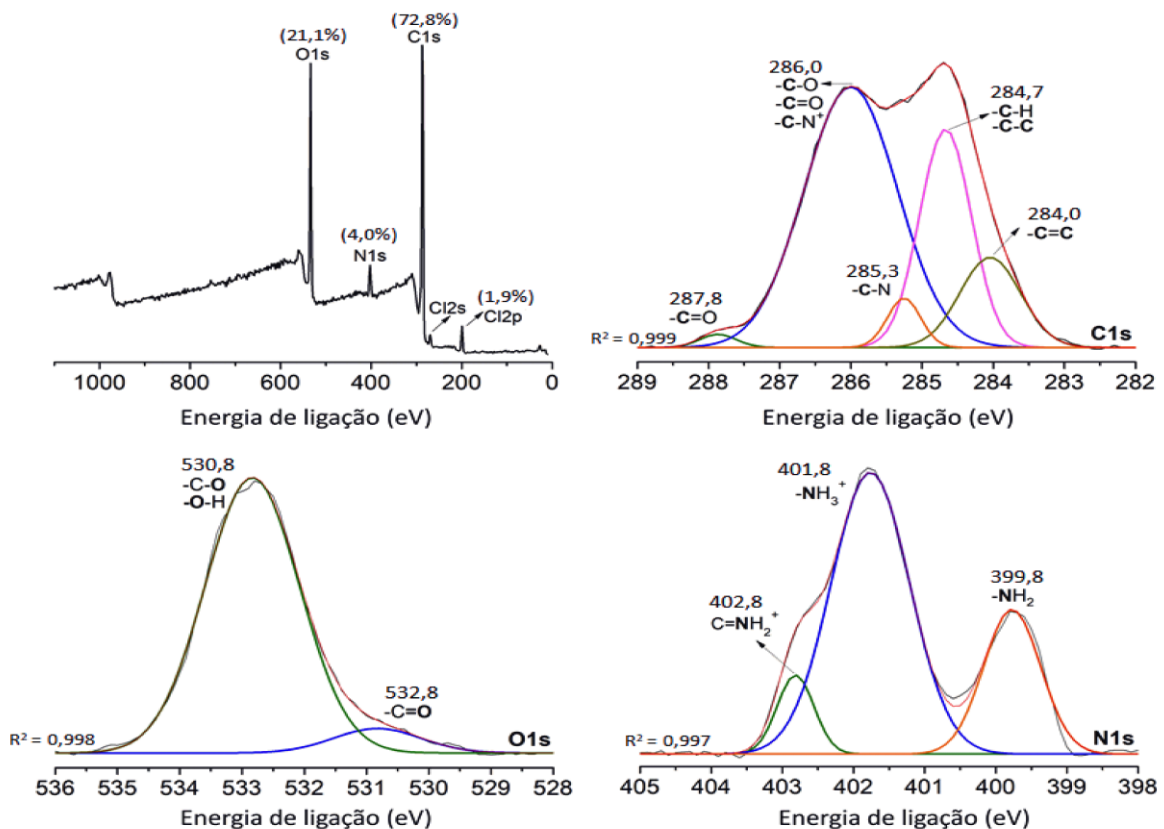 (21,1%)
O1s
(72,8%)
C1s
(4,0%)
N1s
Cl2s
(1,9%)
Cl2p
1000 800 600 400 200 0
Energia de ligação (eV)
286,0
-C-O
-C=O
-C-N+
284,7
-C-H
-C-C
284,0
-C=C
285,3
-C-N
287,8
-C=O
R² = 0,999
C1s
289 288 287 286 285 284 283 282
Energia de ligação (eV)
530,8
-C-O
-O-H
532,8
-C=O
R² = 0,998
O1s
536 535 534 533 532 531 530 529 528
Energia de ligação (eV)
401,8
-NH₃⁺
399,8
-NH₂
402,8
C=NH₂⁺
R² = 0,997
N1s
405 404 403 402 401 400 399 398
Energia de ligação (eV)